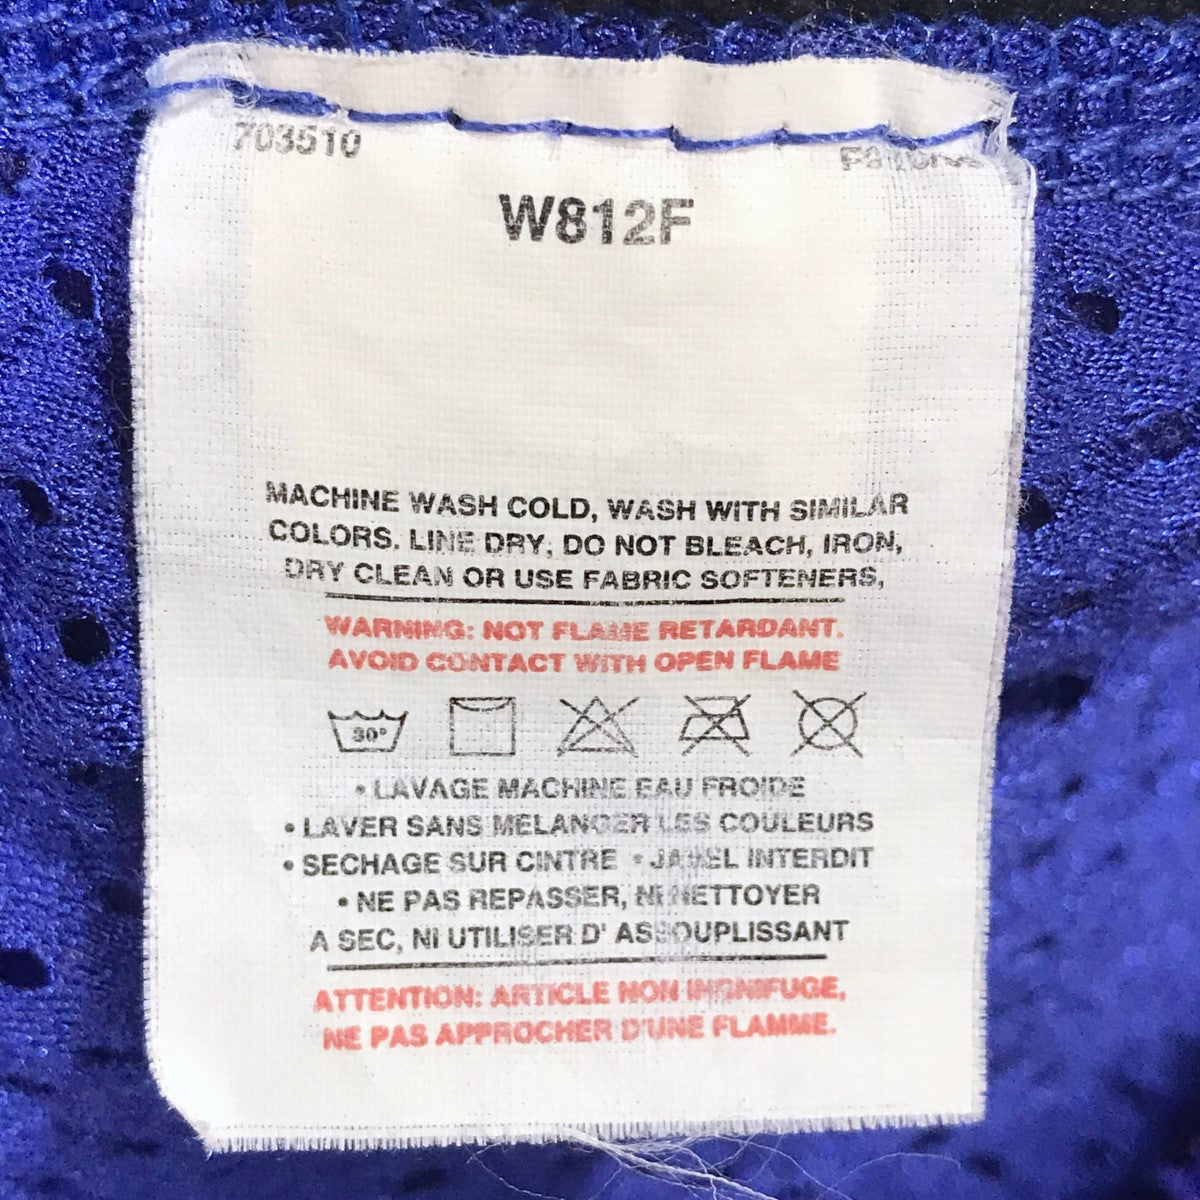 703510
W812F
MACHINE WASH COLD, WASH WITH SIMILAR
COLORS. LINE DRY, DO NOT BLEACH, IRON,
DRY CLEAN OR USE FABRIC SOFTENERS,
WARNING: NOT FLAME RETARDANT.
AVOID CONTACT WITH OPEN FLAME
30°
• LAVAGE MACHINE EAU FROIDE
• LAVER SANS MELANGER LES COULEURS
• SECHAGE SUR CINTRE • JAVEL INTERDIT
• NE PAS REPASSER, NI NETTOYER
A SEC, NI UTILISER D' ASSOUPLISSANT
ATTENTION: ARTICLE NON IGNIFUGE,
NE PAS APPROCHER D'UNE FLAMME.